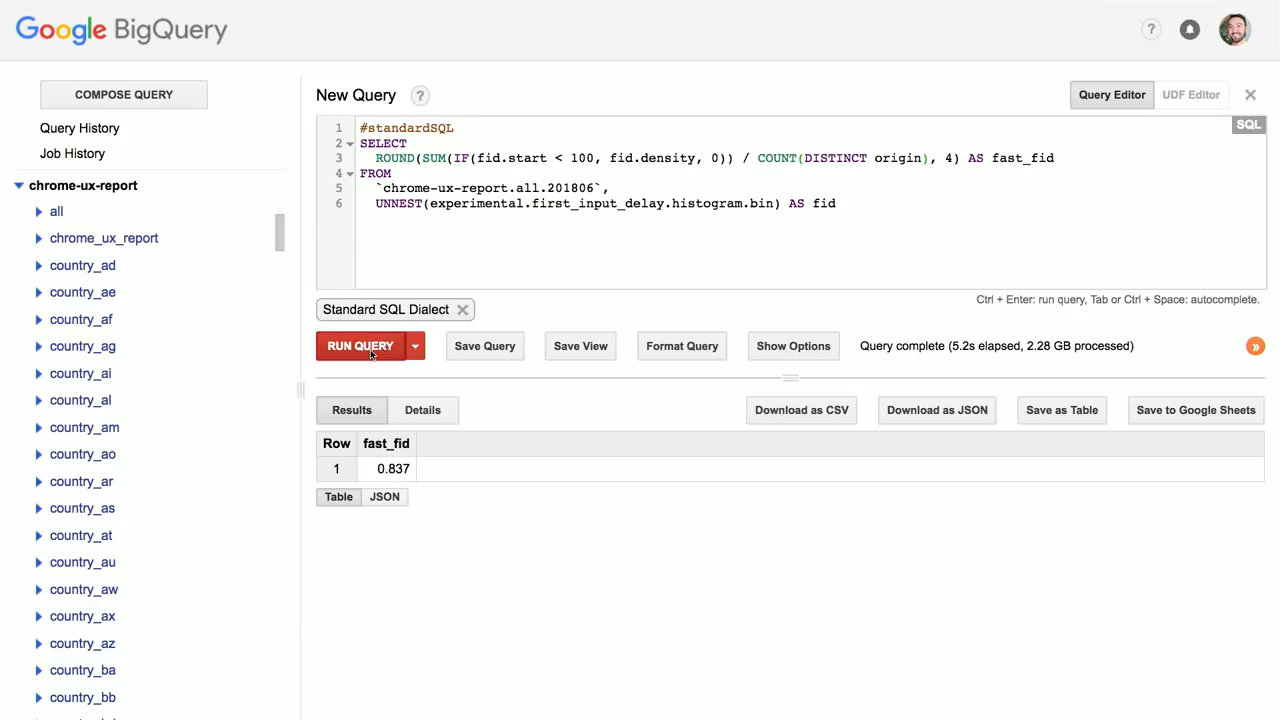 Google BigQuery
?
COMPOSE QUERY
Query History
Job History
chrome-ux-report
all
chrome_ux_report
country_ad
country_ae
country_af
country_ag
country_ai
country_al
country_am
country_ao
country_ar
country_as
country_at
country_au
country_aw
country_ax
country_az
country_ba
country_bb
New Query ?
Query Editor UDF Editor
SQL
1 #standardSQL
2 SELECT
3 ROUND(SUM(IF(fid.start < 100, fid.density, 0)) / COUNT(DISTINCT origin), 4) AS fast_fid
4 FROM
5 `chrome-ux-report.all.201806`,
6 UNNEST(experimental.first_input_delay.histogram.bin) AS fid
Ctrl + Enter: run query, Tab or Ctrl + Space: autocomplete.
Standard SQL Dialect
RUN QUERY Save Query Save View Format Query Show Options Query complete (5.2s elapsed, 2.28 GB processed)
Results Details Download as CSV Download as JSON Save as Table Save to Google Sheets
Row fast_fid
1 0.837
Table JSON